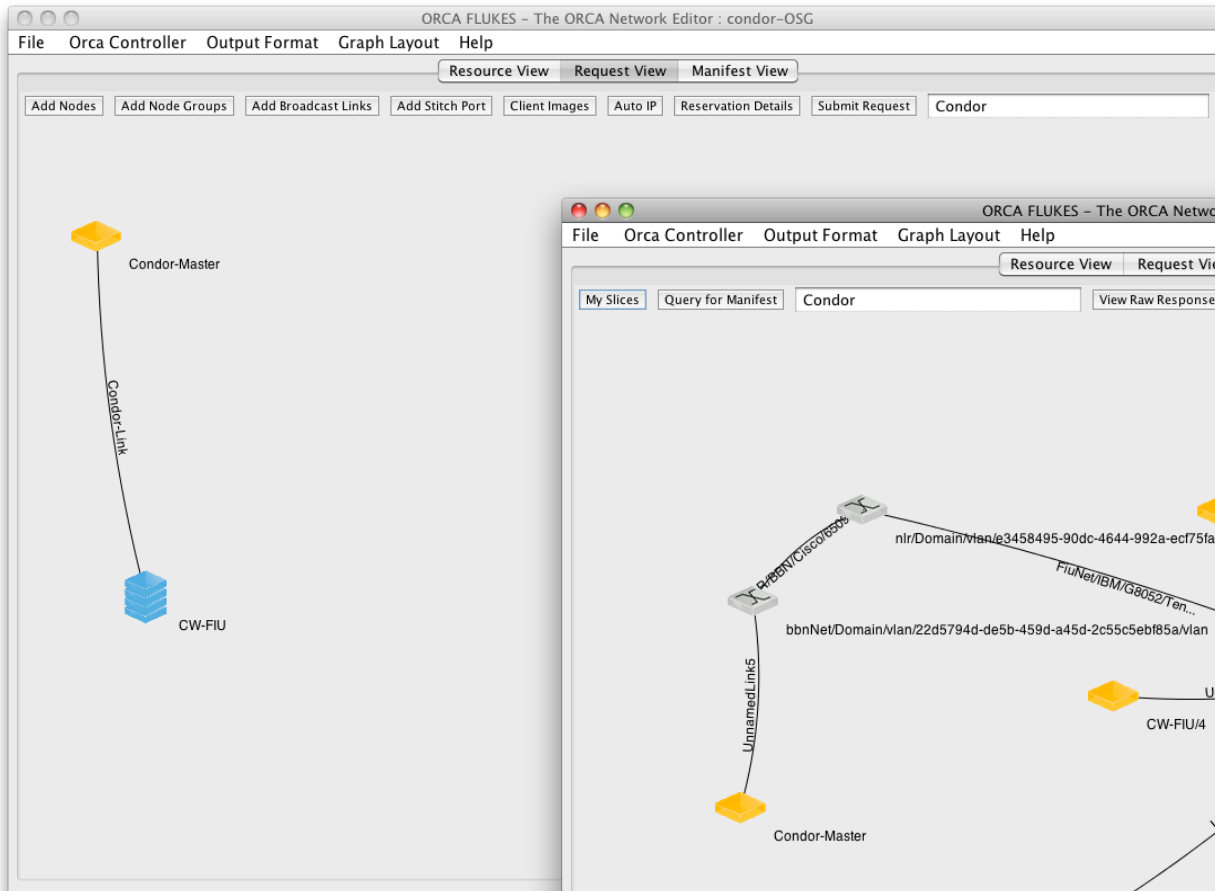 ORCA FLUKES – The ORCA Network Editor : condor-OSG
File Orca Controller Output Format Graph Layout Help
Resource View Request View Manifest View
Add Nodes Add Node Groups Add Broadcast Links Add Stitch Port Client Images Auto IP Reservation Details Submit Request Condor
Condor-Master
Condor-Link
CW-FIU
ORCA FLUKES – The ORCA Netwo
File Orca Controller Output Format Graph Layout Help
Resource View Request Vie
My Slices Query for Manifest Condor View Raw Response
nlr/Domain/vlan/e3458495-90dc-4644-992a-ecf75fa
R/BBN/Cisco/6509
FiuNet/IBM/G8052/Ten...
bbnNet/Domain/vlan/22d5794d-de5b-459d-a45d-2c55c5ebf85a/vlan
UnnamedLink5
U
CW-FIU/4
Condor-Master